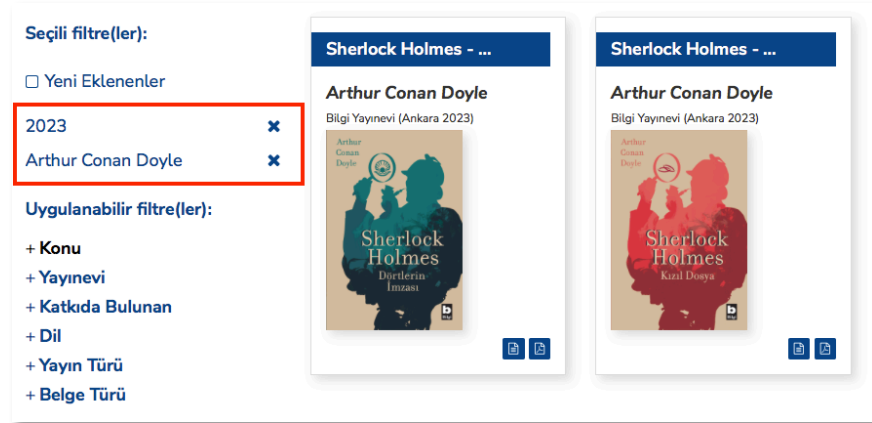 Seçili filtre(ler):
Yeni Eklenenler
2023
Arthur Conan Doyle
Uygulanabilir filtre(ler):
+ Konu
+ Yayınevi
+ Katkıda Bulunan
+ Dil
+ Yayın Türü
+ Belge Türü
Sherlock Holmes - ...
Arthur Conan Doyle
Bilgi Yayınevi (Ankara 2023)
Arthur
Conan
Doyle
Sherlock
Holmes
Dörtlerin
İmzası
b
Bilgi
Sherlock Holmes - ...
Arthur Conan Doyle
Bilgi Yayınevi (Ankara 2023)
Arthur
Conan
Doyle
Sherlock
Holmes
Kızıl Dosya
b
Bilgi